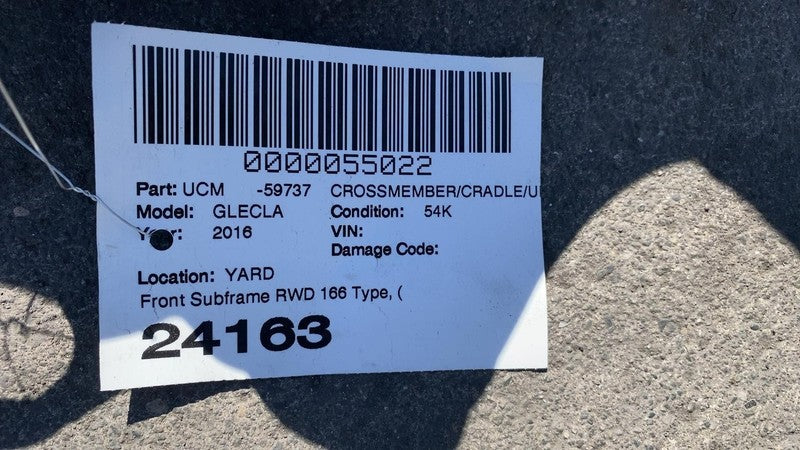 0000055022
Part: UCM -59737 CROSSMEMBER/CRADLE/U
Model: GLECLA Condition: 54K
2016 VIN:
Damage Code:
Location: YARD
Front Subframe RWD 166 Type, (
24163